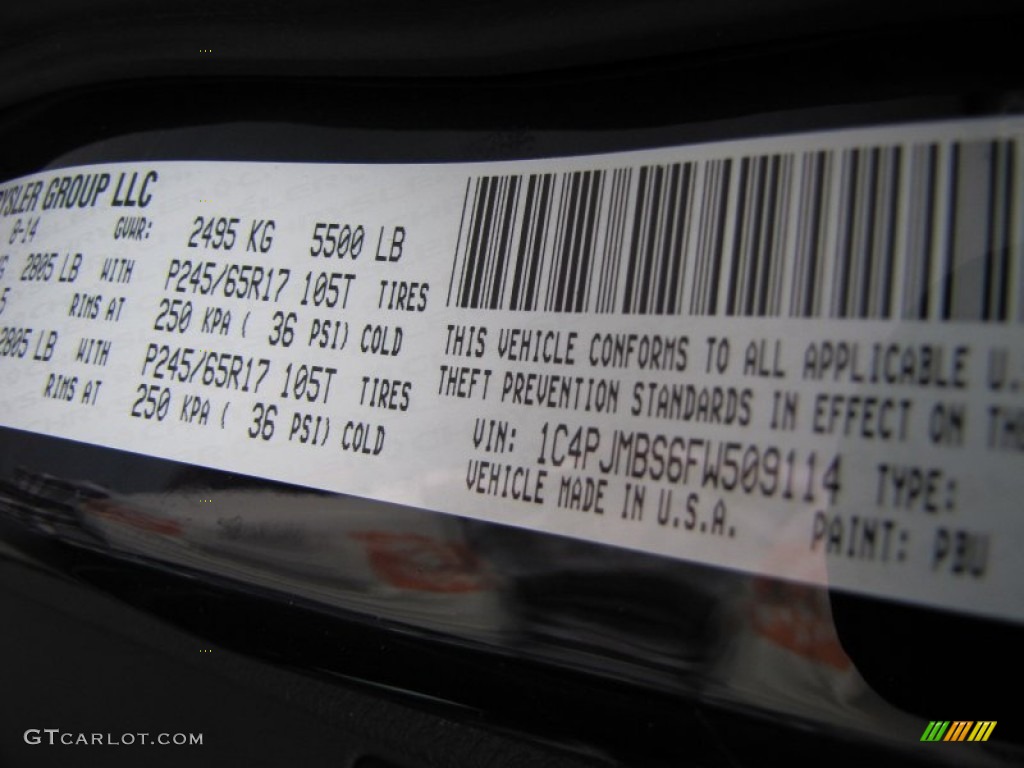 GROUP LLC
8-14 GVWR: 2495 KG 5500 LB
2805 LB WITH P245/65R17 105T TIRES
RIMS AT 250 KPA ( 36 PSI) COLD
2805 LB WITH P245/65R17 105T TIRES
RIMS AT 250 KPA ( 36 PSI) COLD
THIS VEHICLE CONFORMS TO ALL APPLICABLE U.
THEFT PREVENTION STANDARDS IN EFFECT ON
VIN: 1C4PJMBS6FW509114 TYPE:
VEHICLE MADE IN U.S.A. PAINT: PBU
GTCARLOT.COM